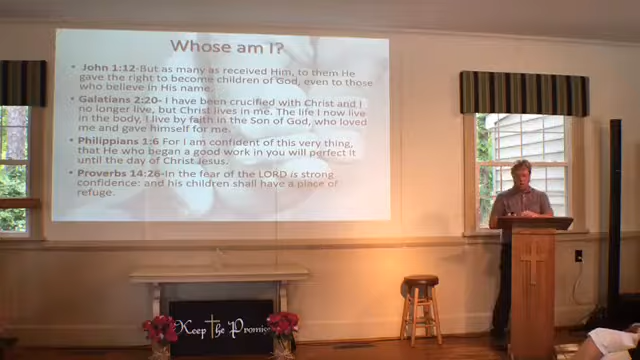 Whose am I?
• John 1:12-But as many as received Him, to them He
gave the right to become children of God, even to those
who believe in His name.
• Galatians 2:20- I have been crucified with Christ and I
no longer live, but Christ lives in me. The life I now live
in the body, I live by faith in the Son of God, who loved
me and gave himself for me.
• Philippians 1:6 For I am confident of this very thing,
that He who began a good work in you will perfect it
until the day of Christ Jesus.
• Proverbs 14:26-In the fear of the LORD is strong
confidence: and his children shall have a place of
refuge.
Keep the Promise